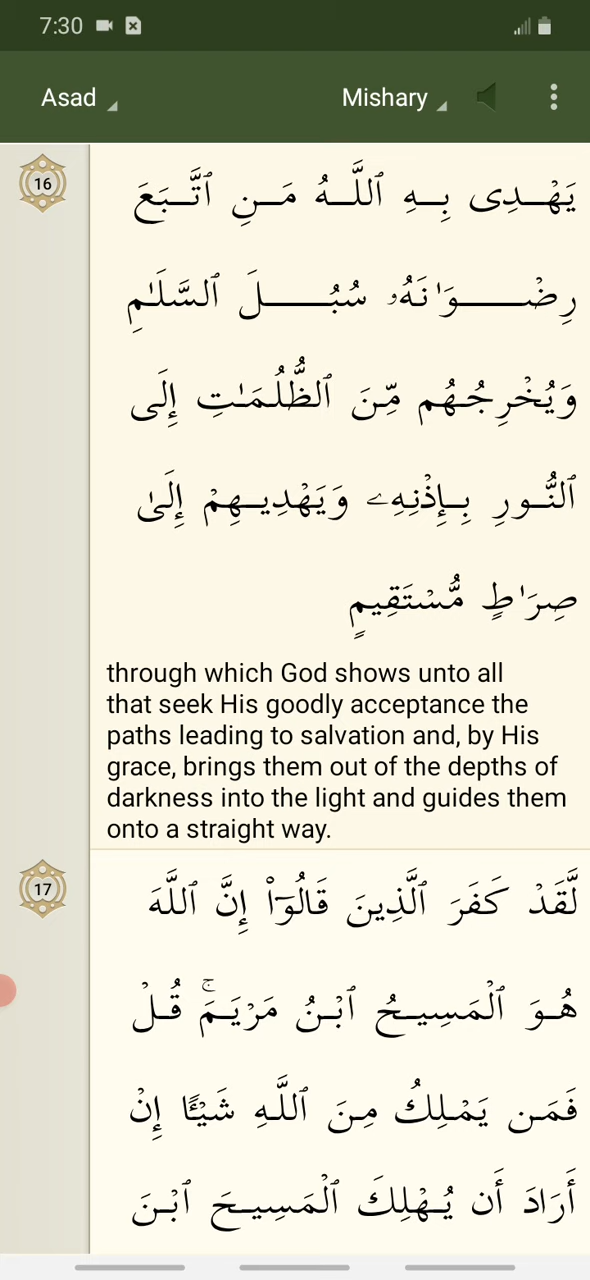 7:30
Asad
Mishary
16
يَهْدِى بِهِ ٱللَّهُ مَنِ ٱتَّبَعَ
رِضْوَٰنَهُۥ سُبُلَ ٱلسَّلَـٰمِ
وَيُخْرِجُهُم مِّنَ ٱلظُّلُمَـٰتِ إِلَى
ٱلنُّورِ بِإِذْنِهِۦ وَيَهْدِيهِمْ إِلَىٰ
صِرَٰطٍ مُّسْتَقِيمٍ
through which God shows unto all
that seek His goodly acceptance the
paths leading to salvation and, by His
grace, brings them out of the depths of
darkness into the light and guides them
onto a straight way.
17
لَّقَدْ كَفَرَ ٱلَّذِينَ قَالُوٓا۟ إِنَّ ٱللَّهَ
هُوَ ٱلْمَسِيحُ ٱبْنُ مَرْيَمَ ۚ قُلْ
فَمَن يَمْلِكُ مِنَ ٱللَّهِ شَيْـًٔا إِنْ
أَرَادَ أَن يُهْلِكَ ٱلْمَسِيحَ ٱبْنَ